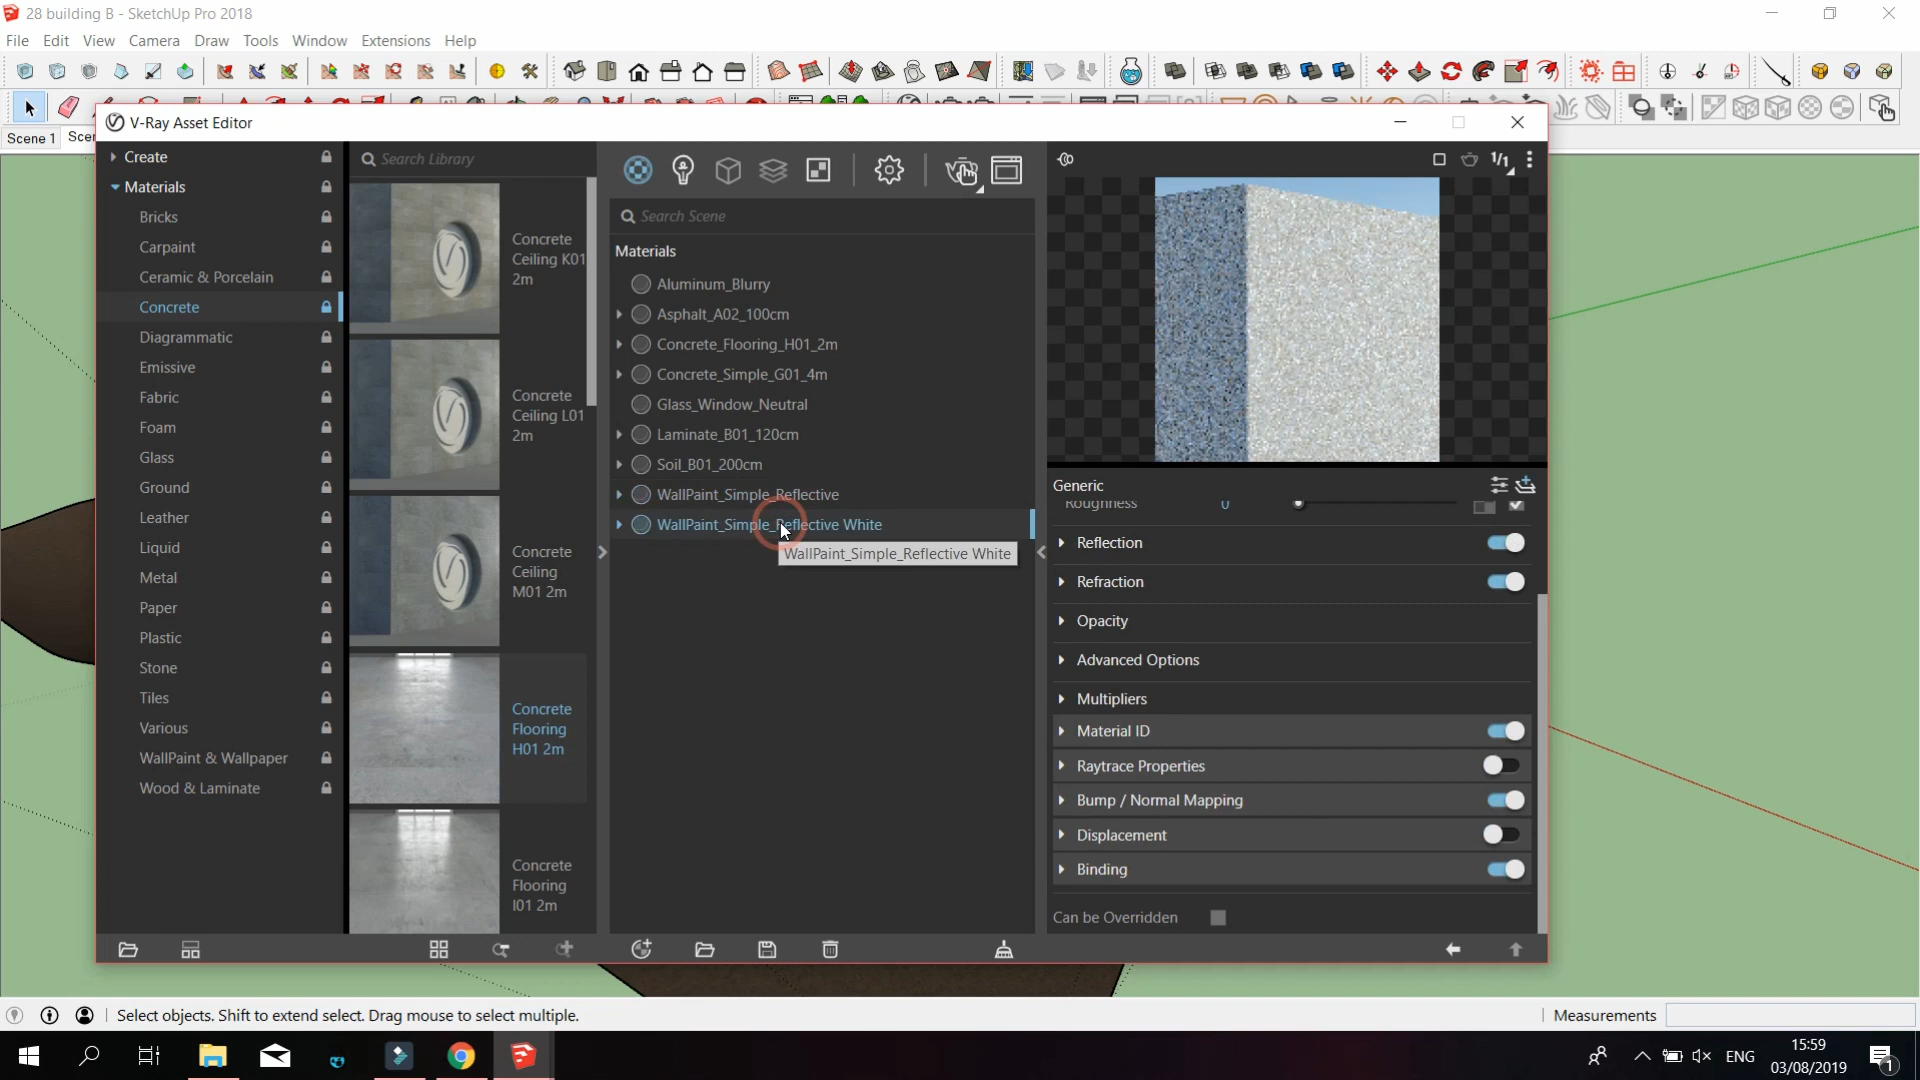 28 building B - SketchUp Pro 2018
File Edit View Camera Draw Tools Window Extensions Help
Scene 1
V-Ray Asset Editor
Create
Materials
Bricks
Carpaint
Ceramic & Porcelain
Concrete
Diagrammatic
Emissive
Fabric
Foam
Glass
Ground
Leather
Liquid
Metal
Paper
Plastic
Stone
Tiles
Various
WallPaint & Wallpaper
Wood & Laminate
Search Library
Concrete
Ceiling K01
2m
Concrete
Ceiling L01
2m
Concrete
Ceiling
M01 2m
Concrete
Flooring
H01 2m
Concrete
Flooring
I01 2m
Search Scene
Materials
Aluminum_Blurry
Asphalt_A02_100cm
Concrete_Flooring_H01_2m
Concrete_Simple_G01_4m
Glass_Window_Neutral
Laminate_B01_120cm
Soil_B01_200cm
WallPaint_Simple_Reflective
WallPaint_Simple_Reflective White
WallPaint_Simple_Reflective White
1/1
Generic
Roughness 0
Reflection
Refraction
Opacity
Advanced Options
Multipliers
Material ID
Raytrace Properties
Bump / Normal Mapping
Displacement
Binding
Can be Overridden
Select objects. Shift to extend select. Drag mouse to select multiple.
Measurements
ENG
15:59
03/08/2019
1